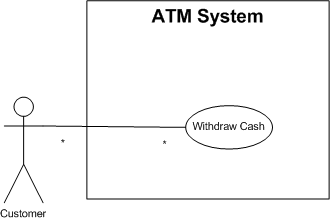 ATM System
Withdraw Cash
* *
Customer